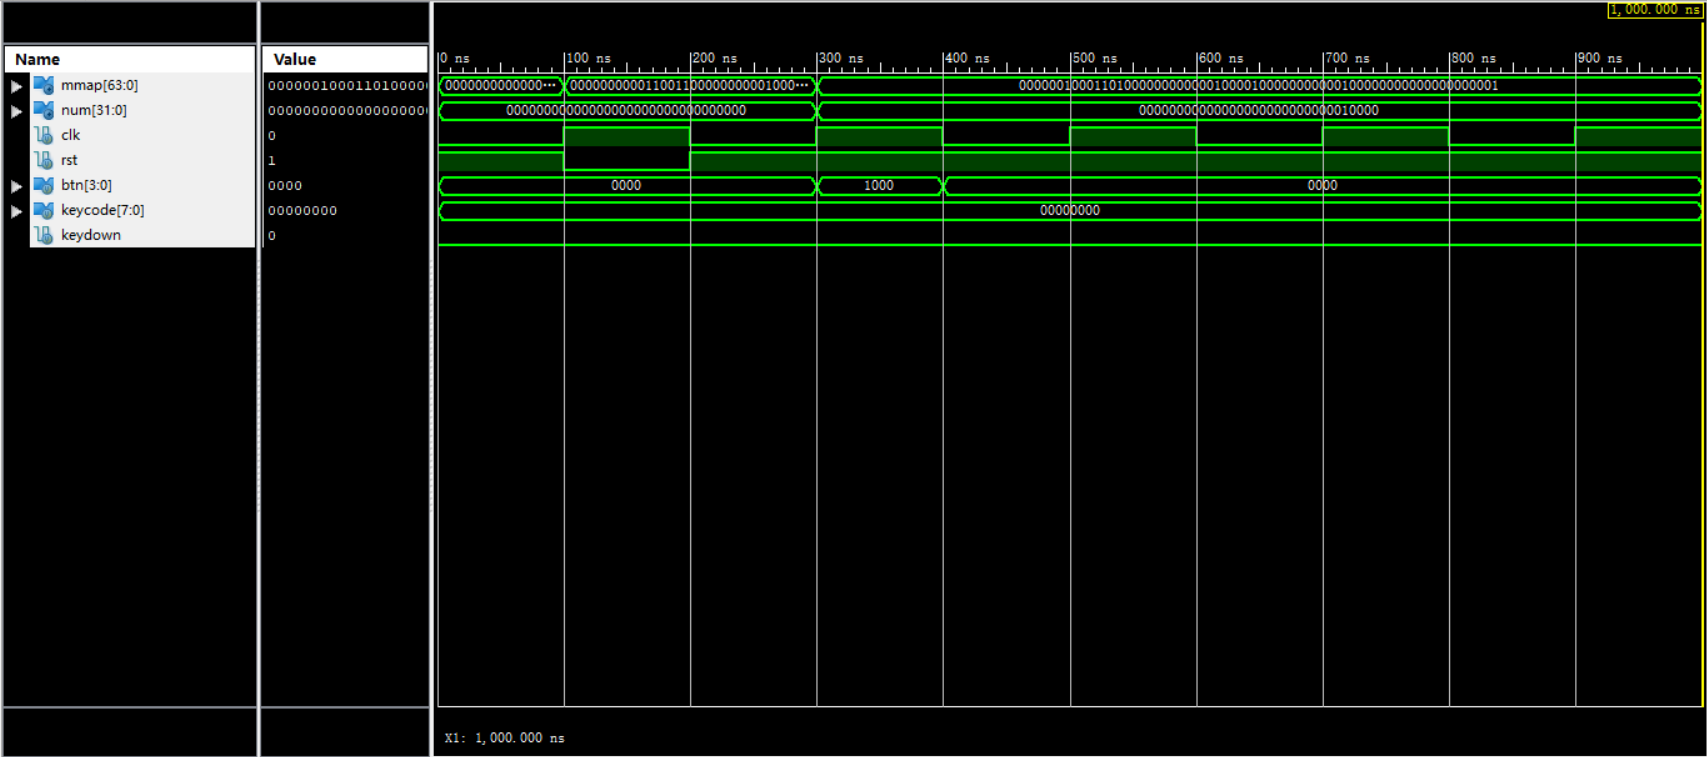 1,000.000 ns
Name
Value
0 ns
100 ns
200 ns
300 ns
400 ns
500 ns
600 ns
700 ns
800 ns
900 ns
mmap[63:0]
000000100011010000
0000000000000···
000000000011001100000000001000···
num[31:0]
000000000000000000
00000000000000000000000000000000
00000000000000000000000000010000
clk
0
rst
1
btn[3:0]
0000
0000
1000
0000
keycode[7:0]
00000000
00000000
keydown
0
X1: 1,000.000 ns